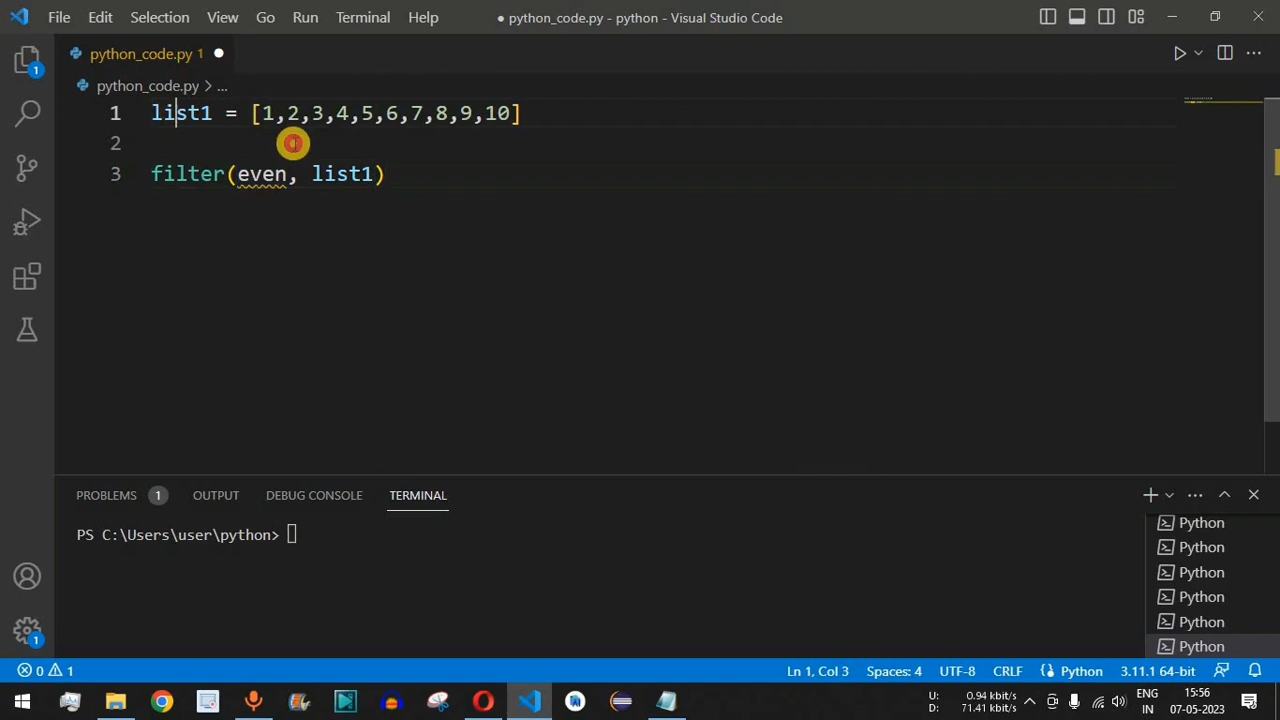 File Edit Selection View Go Run Terminal Help ● python_code.py - python - Visual Studio Code
python_code.py 1
python_code.py > ...
1 list1 = [1,2,3,4,5,6,7,8,9,10]
2
3 filter(even, list1)
PROBLEMS 1 OUTPUT DEBUG CONSOLE TERMINAL
PS C:\Users\user\python>
Python
Python
Python
Python
Python
Python
1
1
0 1 Ln 1, Col 3 Spaces: 4 UTF-8 CRLF Python 3.11.1 64-bit
U: 0.94 kbit/s
D: 71.41 kbit/s
ENG
IN
15:56
07-05-2023